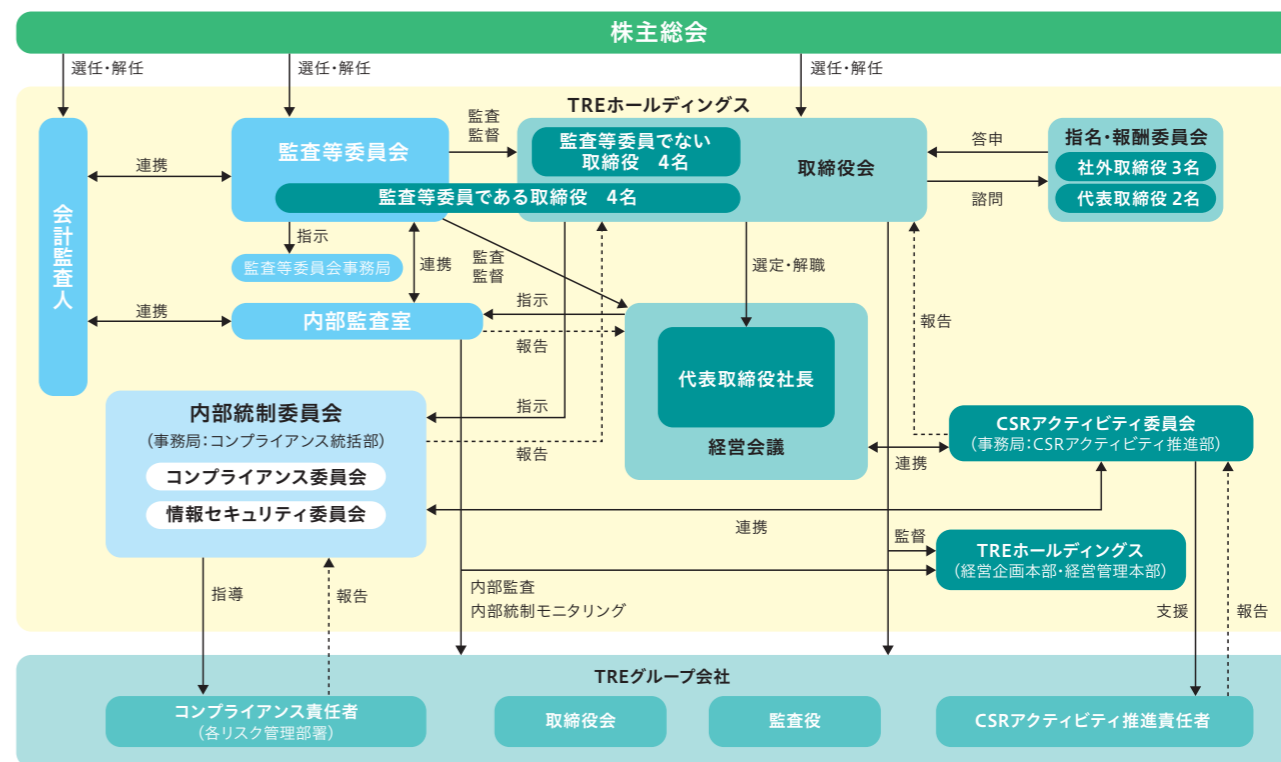 株主総会
選任・解任
選任・解任
選任・解任
TREホールディングス
監査等委員会
監査
監督
監査等委員でない
取締役　4名
取締役会
答申
諮問
指名・報酬委員会
社外取締役 3名
代表取締役 2名
監査等委員である取締役　4名
連携
会計監査人
指示
監査等委員会事務局
連携
監査
監督
選定・解職
連携
内部監査室
指示
報告
報告
代表取締役社長
経営会議
内部統制委員会
(事務局：コンプライアンス統括部)
コンプライアンス委員会
情報セキュリティ委員会
指示
報告
連携
CSRアクティビティ委員会
(事務局：CSRアクティビティ推進部)
連携
監督
TREホールディングス
(経営企画本部・経営管理本部)
指導
報告
内部監査
内部統制モニタリング
支援
報告
TREグループ会社
コンプライアンス責任者
(各リスク管理部署)
取締役会
監査役
CSRアクティビティ推進責任者